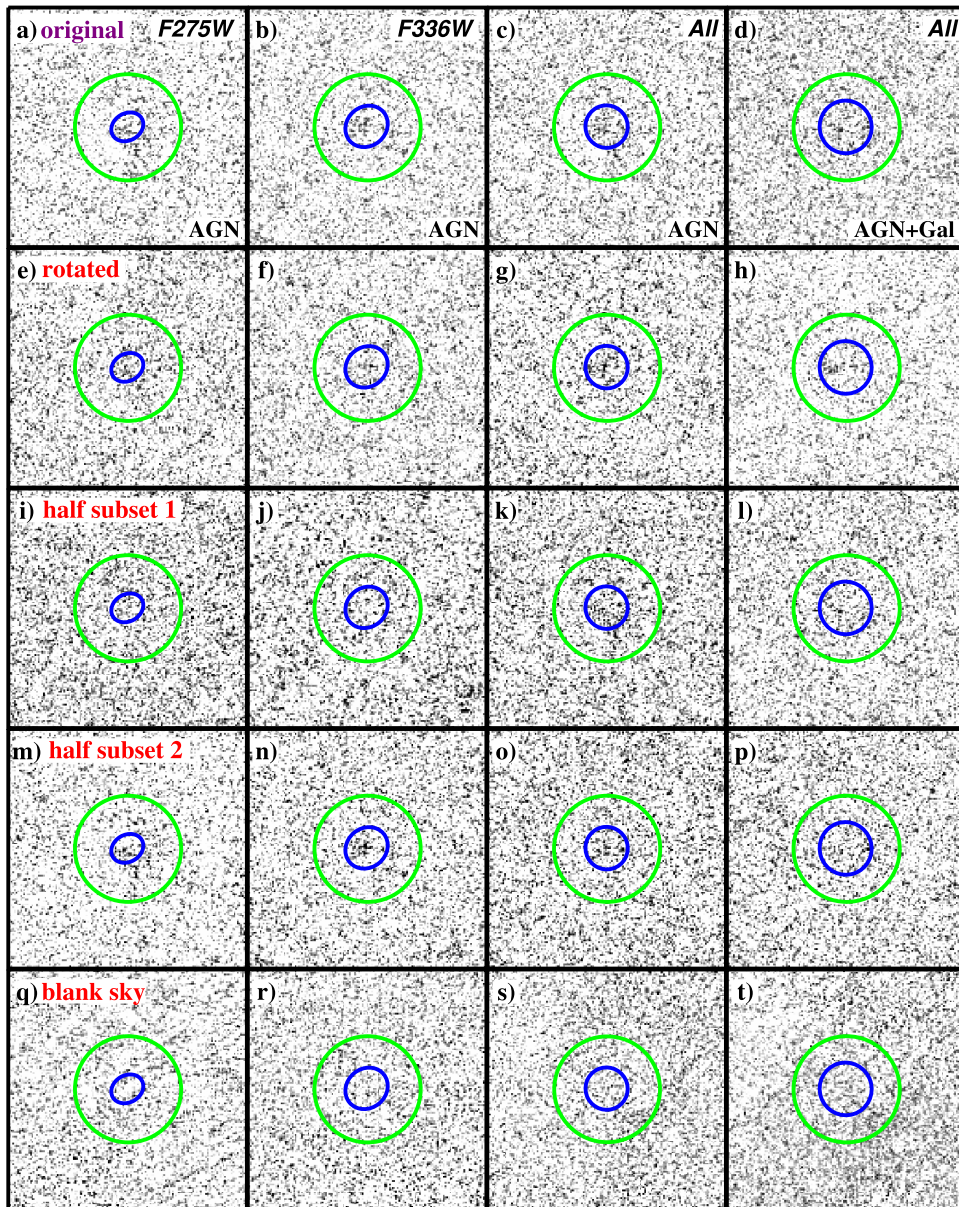 a) original F275W
b) F336W
c) All
d) All
AGN
AGN
AGN
AGN+Gal
e) rotated
f)
g)
h)
i) half subset 1
j)
k)
l)
m) half subset 2
n)
o)
p)
q) blank sky
r)
s)
t)